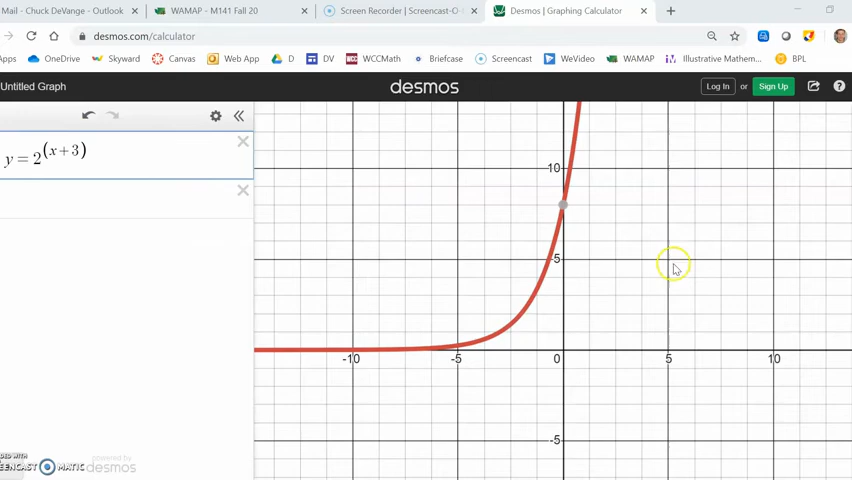 Mail - Chuck DeVange - Outlook WAMAP - M141 Fall 20 Screen Recorder | Screencast-O- Desmos | Graphing Calculator
desmos.com/calculator
Apps OneDrive Skyward Canvas Web App D DV WCCMath Briefcase Screencast WeVideo WAMAP Illustrative Mathem... BPL
Untitled Graph desmos Log In or Sign Up
y = 2^(x+3)
10
5
-10 -5 0 5 10
-5
powered by
MATIC desmos